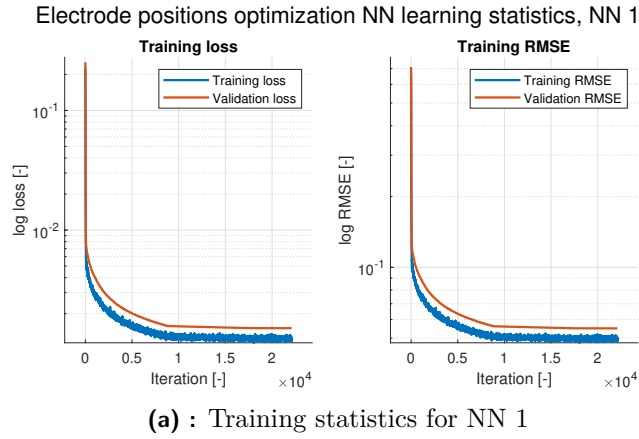 Electrode positions optimization NN learning statistics, NN 1
Training loss
Training loss
Validation loss
10^-1
10^-2
log loss [-]
0 0.5 1 1.5 2
Iteration [-]
×10^4
Training RMSE
Training RMSE
Validation RMSE
10^-1
log RMSE [-]
0 0.5 1 1.5 2
Iteration [-]
×10^4
(a) : Training statistics for NN 1